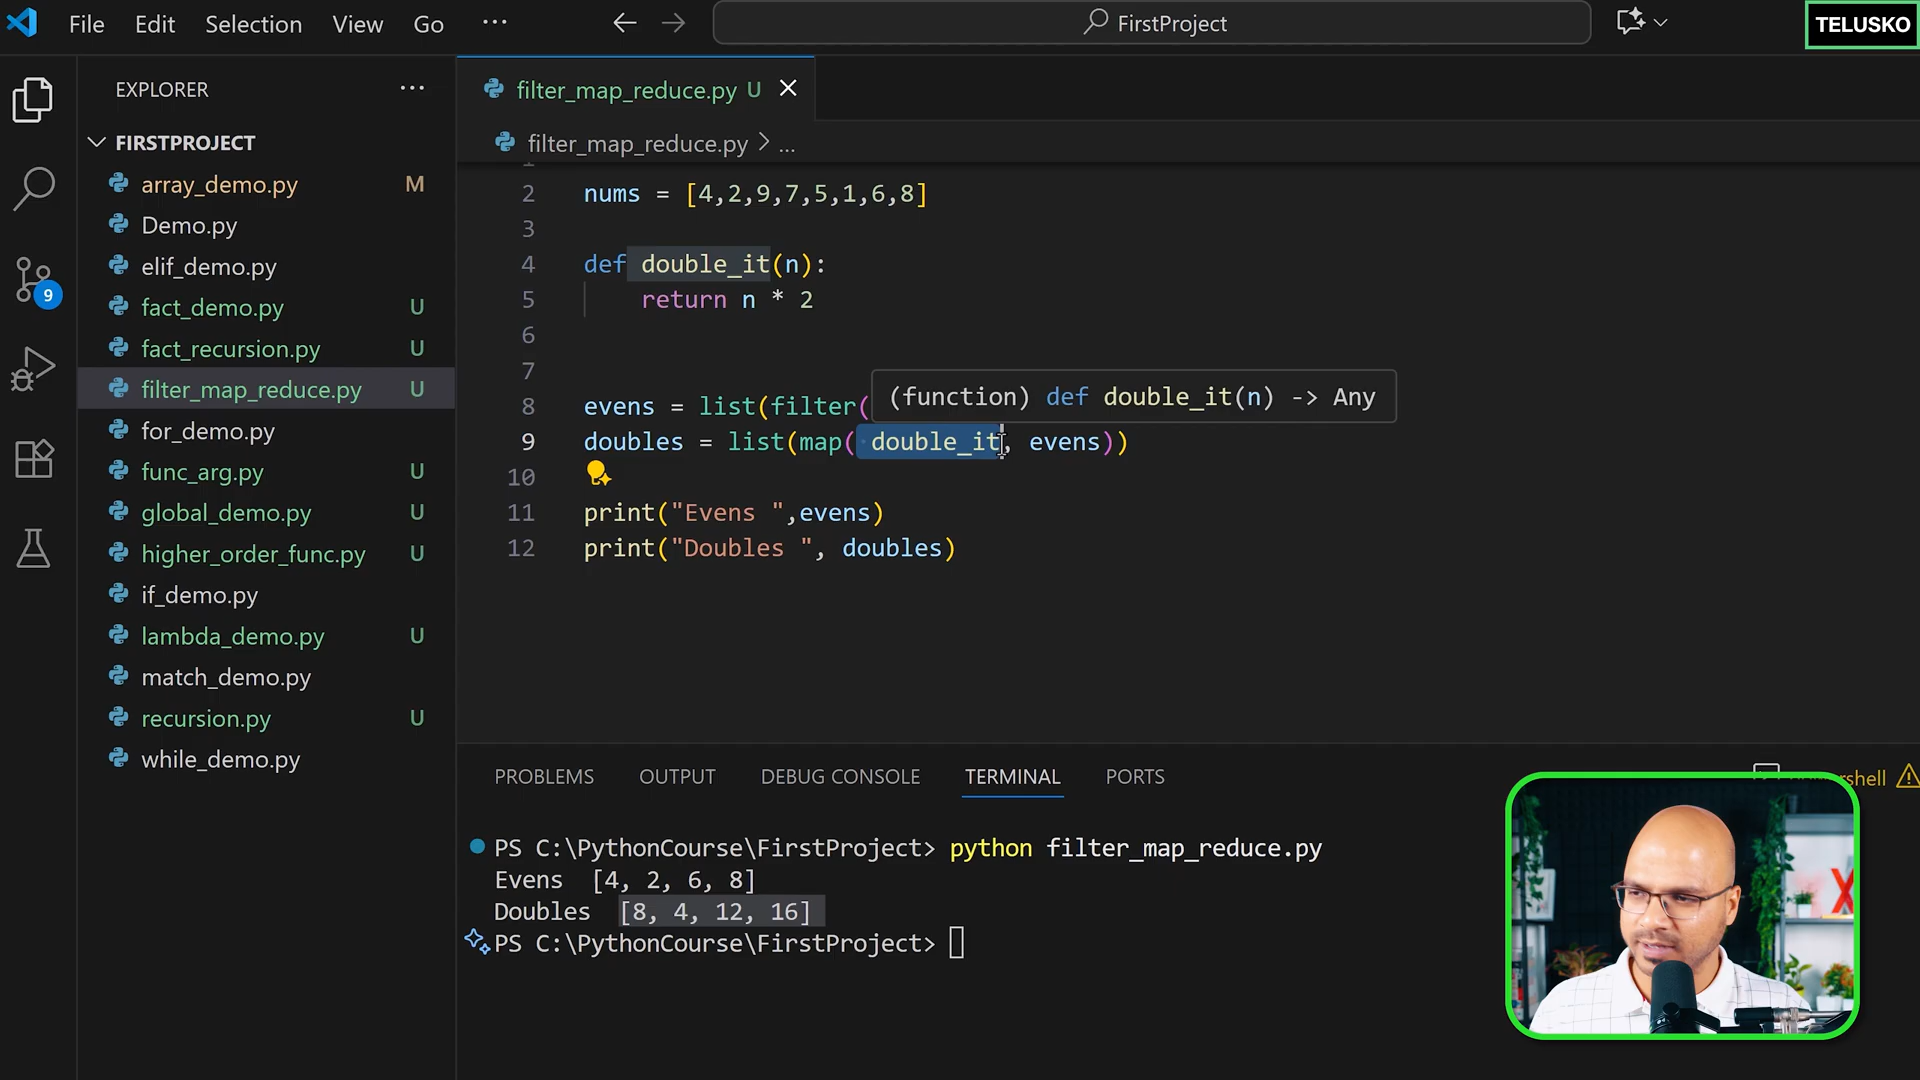 File Edit Selection View Go ...
FirstProject
TELUSKO
EXPLORER ...
FIRSTPROJECT
array_demo.py M
Demo.py
elif_demo.py
fact_demo.py U
fact_recursion.py U
filter_map_reduce.py U
for_demo.py
func_arg.py U
global_demo.py U
higher_order_func.py U
if_demo.py
lambda_demo.py U
match_demo.py
recursion.py U
while_demo.py
9
filter_map_reduce.py U
filter_map_reduce.py > ...
2 nums = [4,2,9,7,5,1,6,8]
3
4 def double_it(n):
5 return n * 2
6
7
(function) def double_it(n) -> Any
8 evens = list(filter(
9 doubles = list(map( double_it, evens))
10
11 print("Evens ",evens)
12 print("Doubles ", doubles)
PROBLEMS OUTPUT DEBUG CONSOLE TERMINAL PORTS
PS C:\PythonCourse\FirstProject> python filter_map_reduce.py
Evens [4, 2, 6, 8]
Doubles [8, 4, 12, 16]
PS C:\PythonCourse\FirstProject>